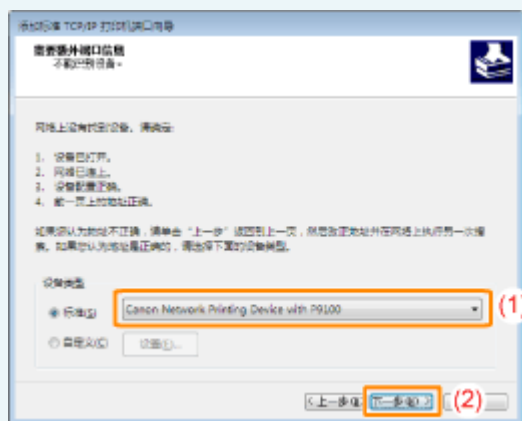 添加标准 TCP/IP 打印机端口向导
需要额外端口信息
不能识别设备。
网络上没有找到设备。请确定:
1. 设备已打开。
2. 网络已连上。
3. 设备配置正确。
4. 前一页上的地址正确。
如果您认为地址不正确，请单击“上一步”返回到上一页，然后改正地址并在网络上执行另一次搜
索。如果您认为地址是正确的，请选择下面的设备类型。
设备类型
标准(S) Canon Network Printing Device with P9100 (1)
自定义(C) 设置(E)...
<上一步(B) 下一步(N) > (2)